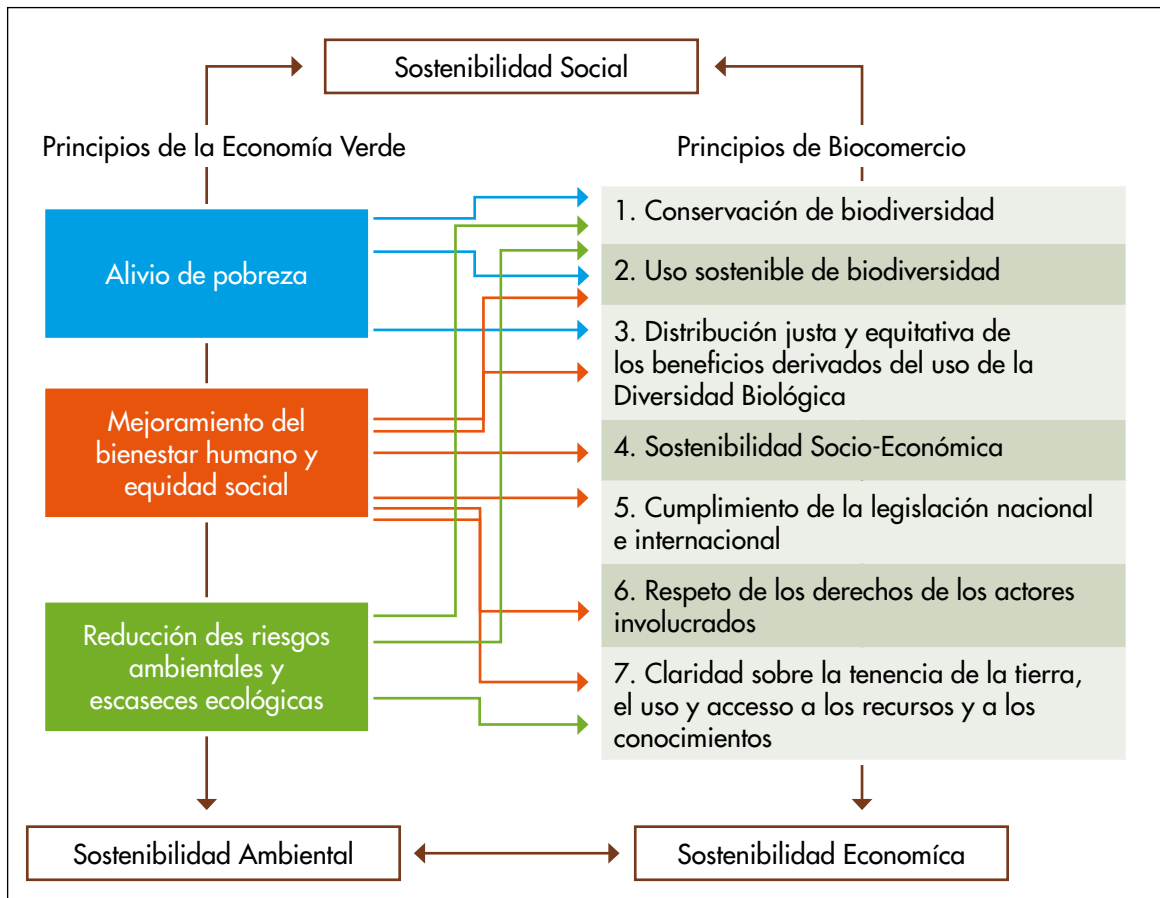 Sostenibilidad Social
Principios de la Economía Verde
Principios de Biocomercio
Alivio de pobreza
Mejoramiento del
bienestar humano y
equidad social
Reducción des riesgos
ambientales y
escaseces ecológicas
1. Conservación de biodiversidad
2. Uso sostenible de biodiversidad
3. Distribución justa y equitativa de
los beneficios derivados del uso de la
Diversidad Biológica
4. Sostenibilidad Socio-Económica
5. Cumplimiento de la legislación nacional
e internacional
6. Respeto de los derechos de los actores
involucrados
7. Claridad sobre la tenencia de la tierra,
el uso y accesso a los recursos y a los
conocimientos
Sostenibilidad Ambiental
Sostenibilidad Economíca